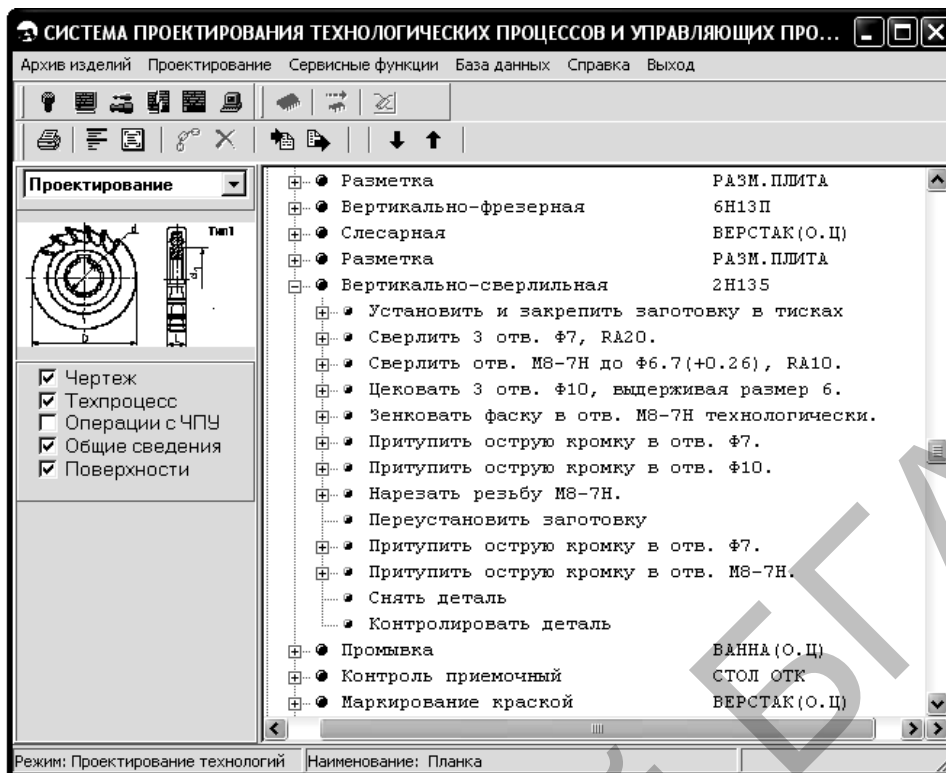 СИСТЕМА ПРОЕКТИРОВАНИЯ ТЕХНОЛОГИЧЕСКИХ ПРОЦЕССОВ И УПРАВЛЯЮЩИХ ПРО...
Архив изделий Проектирование Сервисные функции База данных Справка Выход
Проектирование
Тип1
d
d1
D
L
Чертеж
Техпроцесс
Операции с ЧПУ
Общие сведения
Поверхности
Разметка РАЗМ.ПЛИТА
Вертикально-фрезерная 6Н13П
Слесарная ВЕРСТАК(О.Ц)
Разметка РАЗМ.ПЛИТА
Вертикально-сверлильная 2Н135
Установить и закрепить заготовку в тисках
Сверлить 3 отв. Ф7, RA20.
Сверлить отв. М8-7Н до Ф6.7(+0.26), RA10.
Цековать 3 отв. Ф10, выдерживая размер 6.
Зенковать фаску в отв. М8-7Н технологически.
Притупить острую кромку в отв. Ф7.
Притупить острую кромку в отв. Ф10.
Нарезать резьбу М8-7Н.
Переустановить заготовку
Притупить острую кромку в отв. Ф7.
Притупить острую кромку в отв. М8-7Н.
Снять деталь
Контролировать деталь
Промывка ВАННА(О.Ц)
Контроль приемочный СТОЛ ОТК
Маркирование краской ВЕРСТАК(О.Ц)
Режим: Проектирование технологий Наименование: Планка